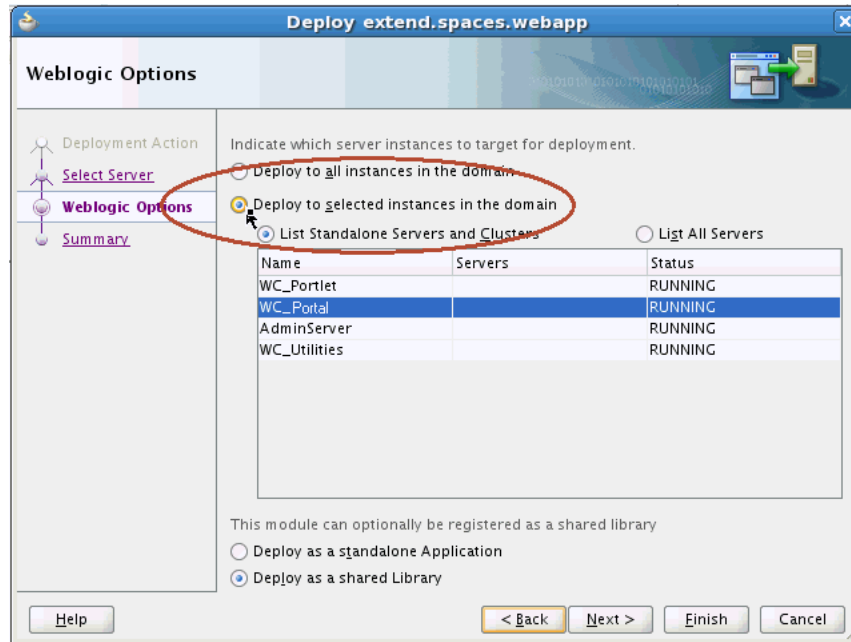 Deploy extend.spaces.webapp
Weblogic Options
Deployment Action
Select Server
Weblogic Options
Summary
Indicate which server instances to target for deployment.
Deploy to all instances in the domain
Deploy to selected instances in the domain
List Standalone Servers and Clusters
List All Servers
Name Servers Status
WC_Portlet RUNNING
WC_Portal RUNNING
AdminServer RUNNING
WC_Utilities RUNNING
This module can optionally be registered as a shared library
Deploy as a standalone Application
Deploy as a shared Library
Help < Back Next > Finish Cancel